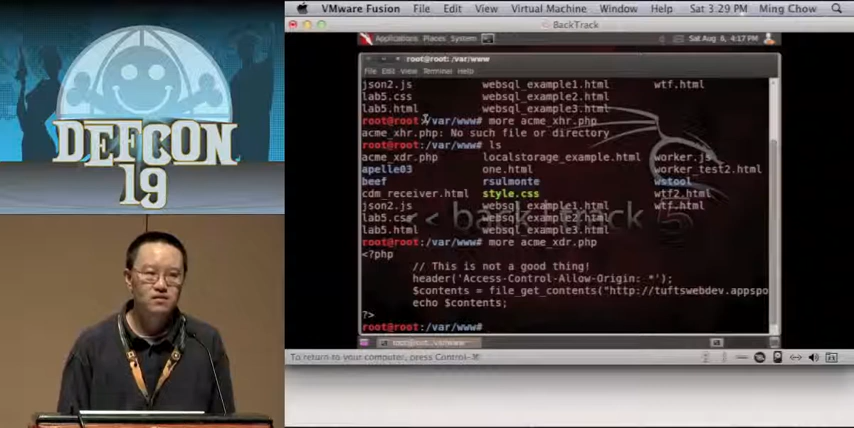 DEFCON
19
VMware Fusion File Edit View Virtual Machine Window Help Sat 3:29 PM Ming Chow
BackTrack
Applications Places System Sat Aug 6, 4:17 PM
root@root: /var/www
File Edit View Terminal Help
json2.js websql_example1.html wtf.html
lab5.css websql_example2.html
lab5.html websql_example3.html
root@root:/var/www# more acme_xhr.php
acme_xhr.php: No such file or directory
root@root:/var/www# ls
acme_xdr.php localstorage_example.html worker.js
apelle03 one.html worker_test2.html
beef rsulmonte wstool
cdm_receiver.html style.css wtf2.html
json2.js websql_example1.html wtf.html
lab5.css websql_example2.html
lab5.html websql_example3.html
<< back track 5
root@root:/var/www# more acme_xdr.php
<?php
// This is not a good thing!
header('Access-Control-Allow-Origin: *');
$contents = file_get_contents("http://tuftswebdev.appspo
echo $contents;
?>
root@root:/var/www#
root@root: /var/www
To return to your computer, press Control-⌘